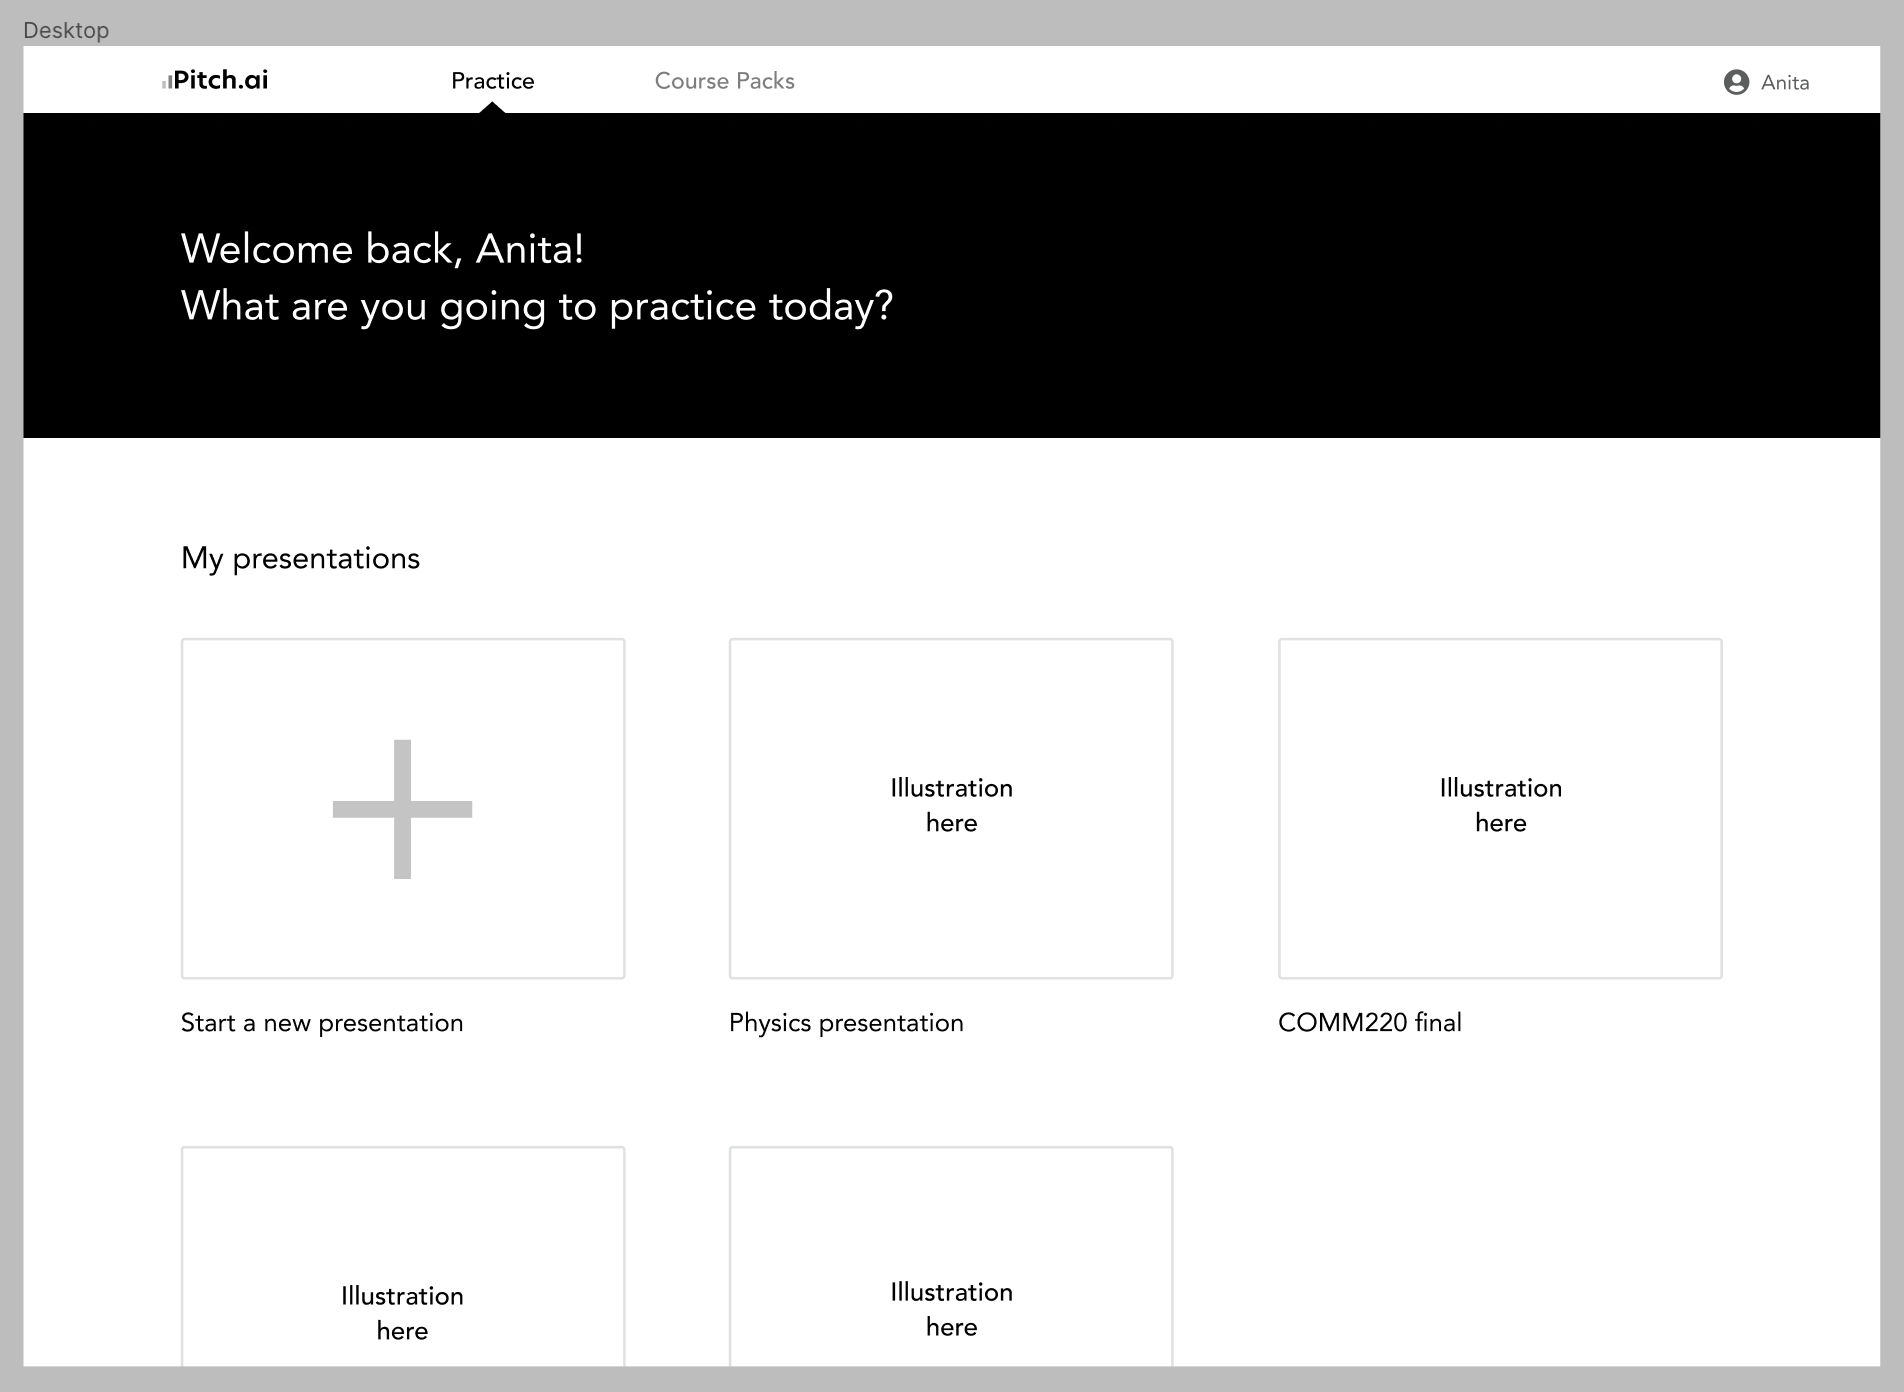 Desktop
Pitch.ai
Practice
Course Packs
Anita
Welcome back, Anita!
What are you going to practice today?
My presentations
Illustration
here
Illustration
here
Start a new presentation
Physics presentation
COMM220 final
Illustration
here
Illustration
here